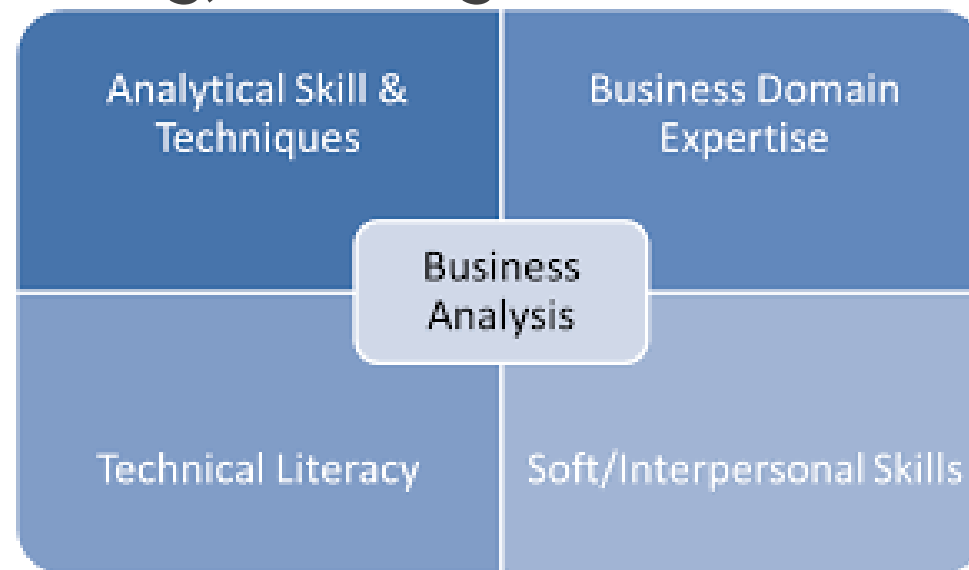 Analytical Skill &
Techniques
Business Domain
Expertise
Business
Analysis
Technical Literacy
Soft/Interpersonal Skills